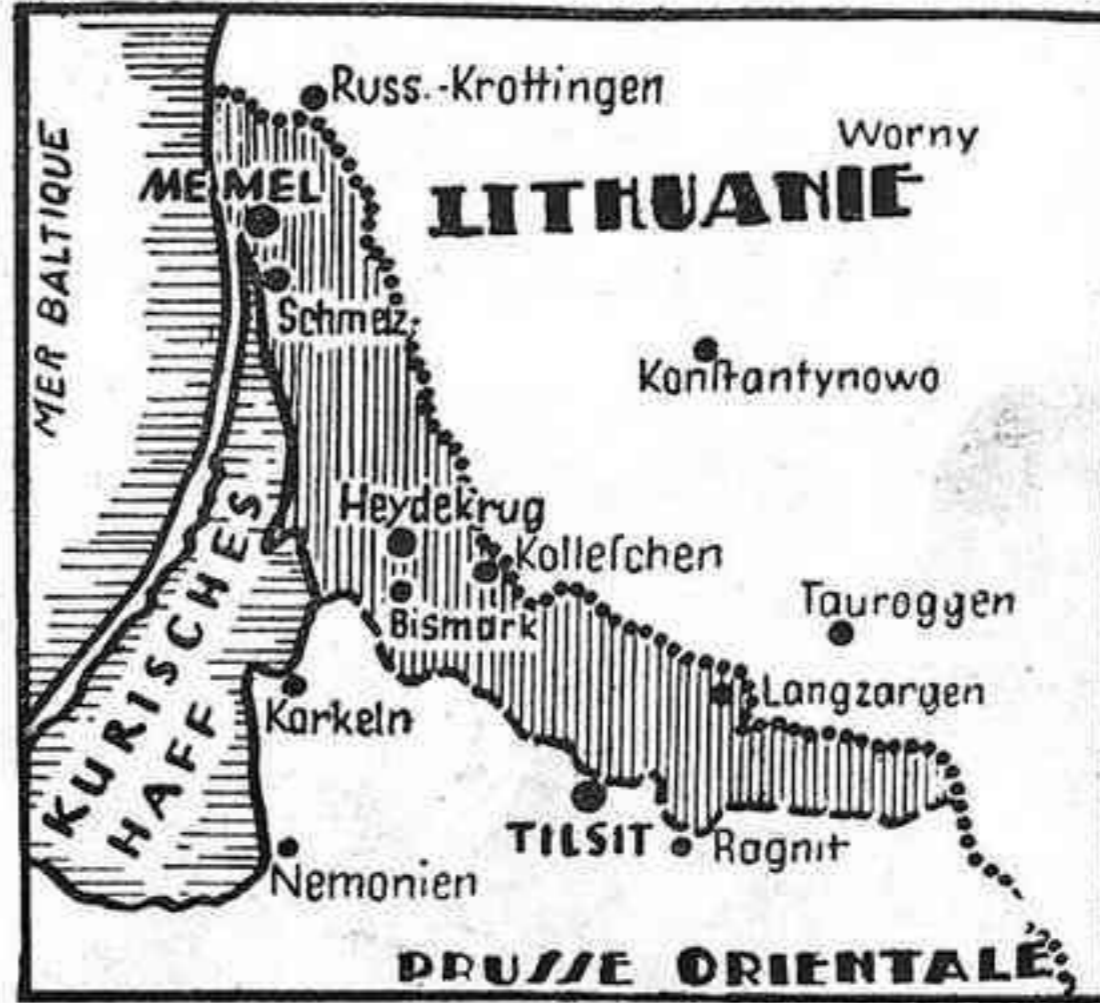 Russ.-Krottingen
Worny
MEMEL
LITHUANIE
MER BALTIQUE
Schmelz
Konſtantynowo
Heydekrug
Kolleſchen
Bismark
Tauroggen
Langzargen
Karkeln
KURISCHES
HAFF
TILSIT
Ragnit
Nemonien
PRUSSE ORIENTALE